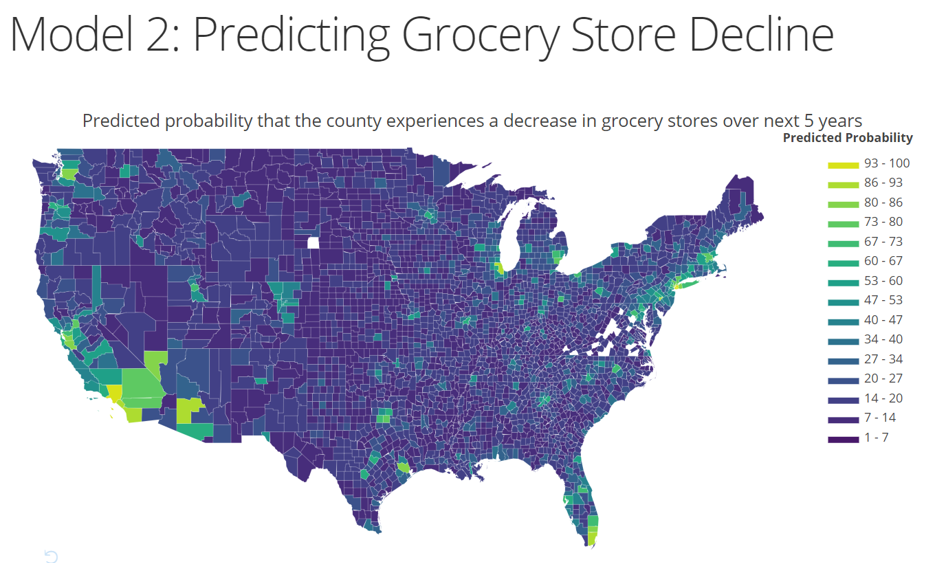 Model 2: Predicting Grocery Store Decline
Predicted probability that the county experiences a decrease in grocery stores over next 5 years
Predicted Probability
93 - 100
86 - 93
80 - 86
73 - 80
67 - 73
60 - 67
53 - 60
47 - 53
40 - 47
34 - 40
27 - 34
20 - 27
14 - 20
7 - 14
1 - 7